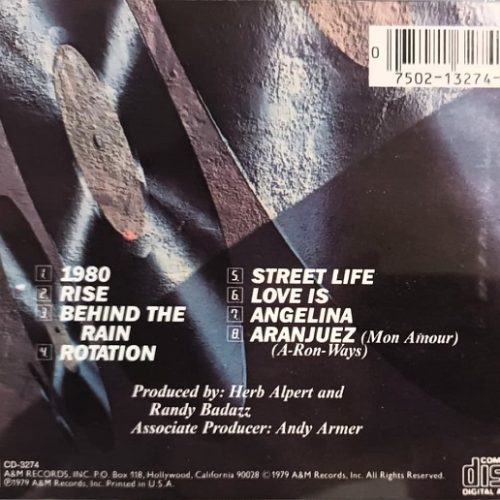 0
7502-13274-
1 1980
2 RISE
3 BEHIND THE
RAIN
4 ROTATION
5 STREET LIFE
6 LOVE IS
7 ANGELINA
8 ARANJUEZ (Mon Amour)
(A-Ron-Ways)
Produced by: Herb Alpert and
Randy Badazz
Associate Producer: Andy Armer
CD-3274
A&M RECORDS, INC. P.O. Box 118, Hollywood, California 90028 ©1979 A&M Records, Inc. All Rights Reserved.
℗1979 A&M Records, Inc. Printed in U.S.A.
COM
DIGITAL A